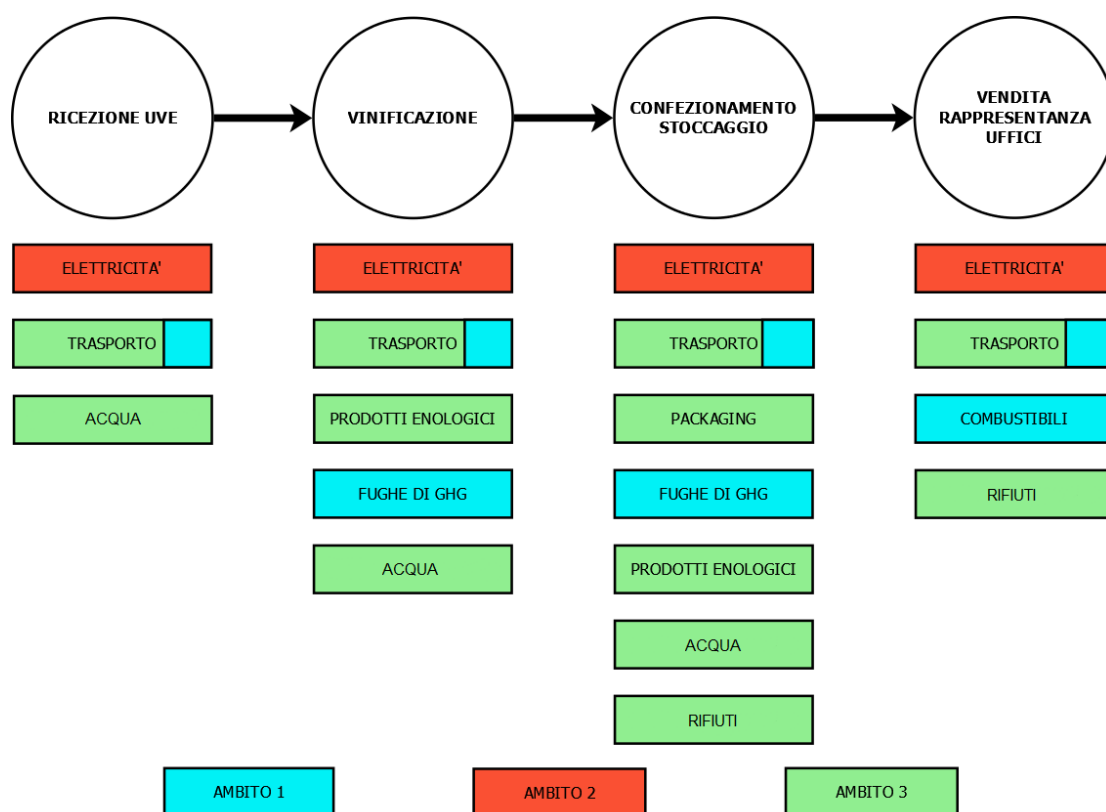 RICEZIONE UVE
VINIFICAZIONE
CONFEZIONAMENTO
STOCCAGGIO
VENDITA
RAPPRESENTANZA
UFFICI
ELETTRICITA'
ELETTRICITA'
ELETTRICITA'
ELETTRICITA'
TRASPORTO
TRASPORTO
TRASPORTO
TRASPORTO
ACQUA
PRODOTTI ENOLOGICI
PACKAGING
COMBUSTIBILI
FUGHE DI GHG
FUGHE DI GHG
RIFIUTI
ACQUA
PRODOTTI ENOLOGICI
ACQUA
RIFIUTI
AMBITO 1
AMBITO 2
AMBITO 3